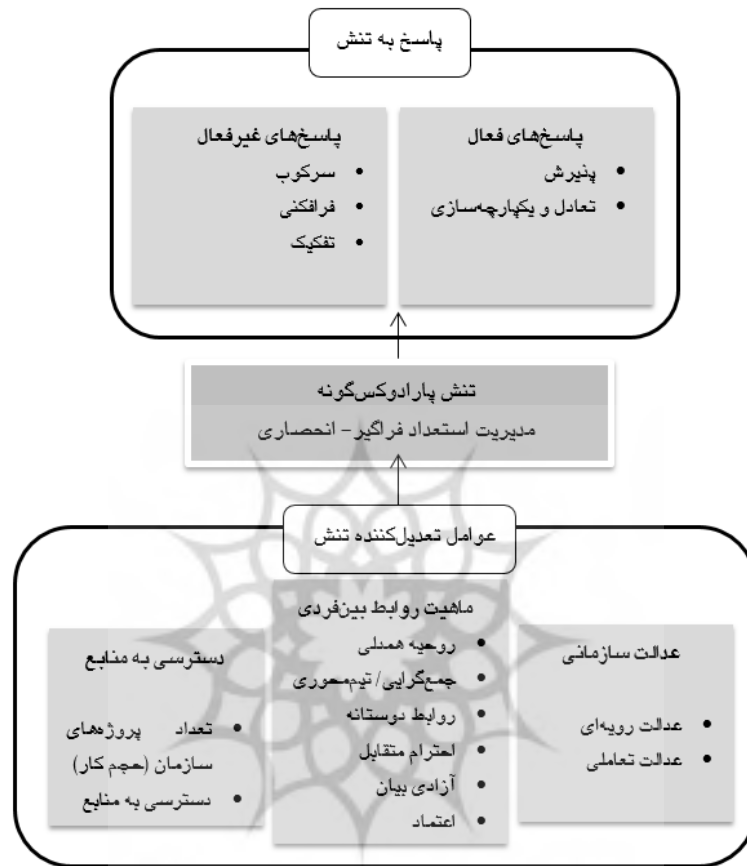 پاسخ به تنش
پاسخ‌های فعال
• پذیرش
• تعادل و یکپارچه‌سازی
پاسخ‌های غیرفعال
• سرکوب
• فرافکنی
• تفکیک
تنش پارادوکس‌گونه
مدیریت استعداد فراگیر- انحصاری
عوامل تعدیل‌کننده تنش
عدالت سازمانی
• عدالت رویه‌ای
• عدالت تعاملی
ماهیت روابط بین‌فردی
• روحیه همدلی
• جمع‌گرایی/ تیم‌محوری
• روابط دوستانه
• احترام متقابل
• آزادی بیان
• اعتماد
دسترسی به منابع
• تعداد پروژه‌های
سازمان (حجم کار)
• دسترسی به منابع